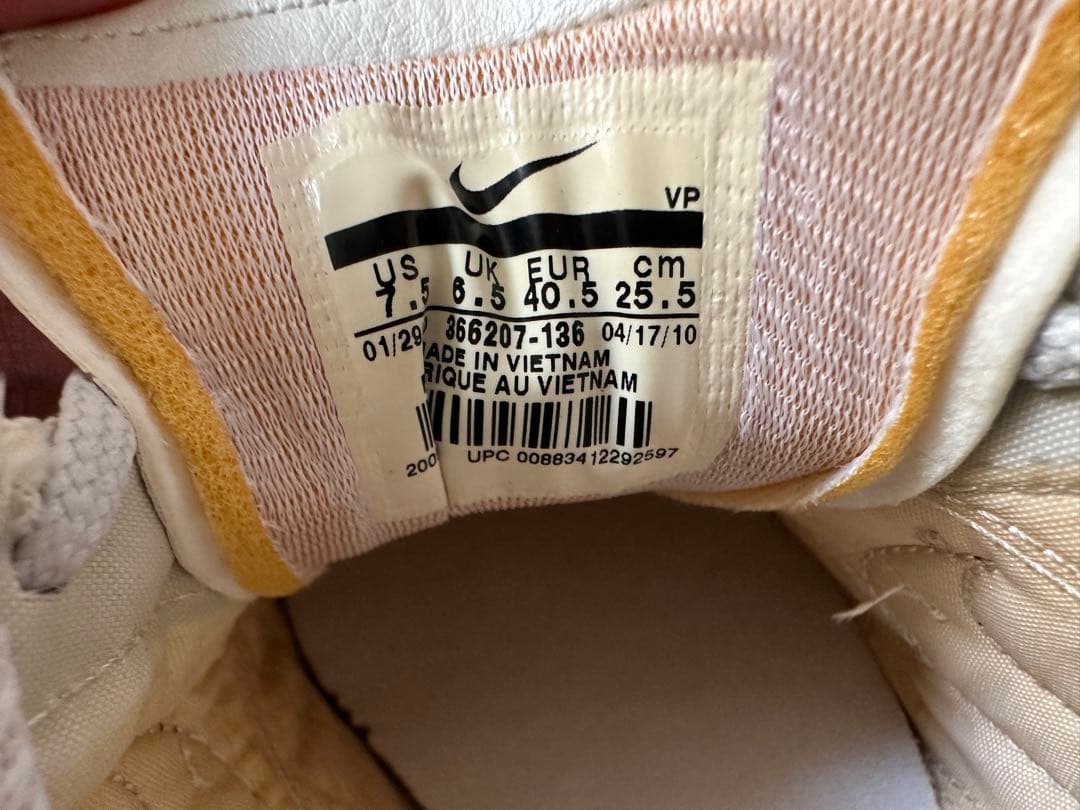 VP
US UK EUR cm
7.5 6.5 40.5 25.5
01/29 366207-136 04/17/10
ADE IN VIETNAM
RIQUE AU VIETNAM
200
UPC 00883412292597